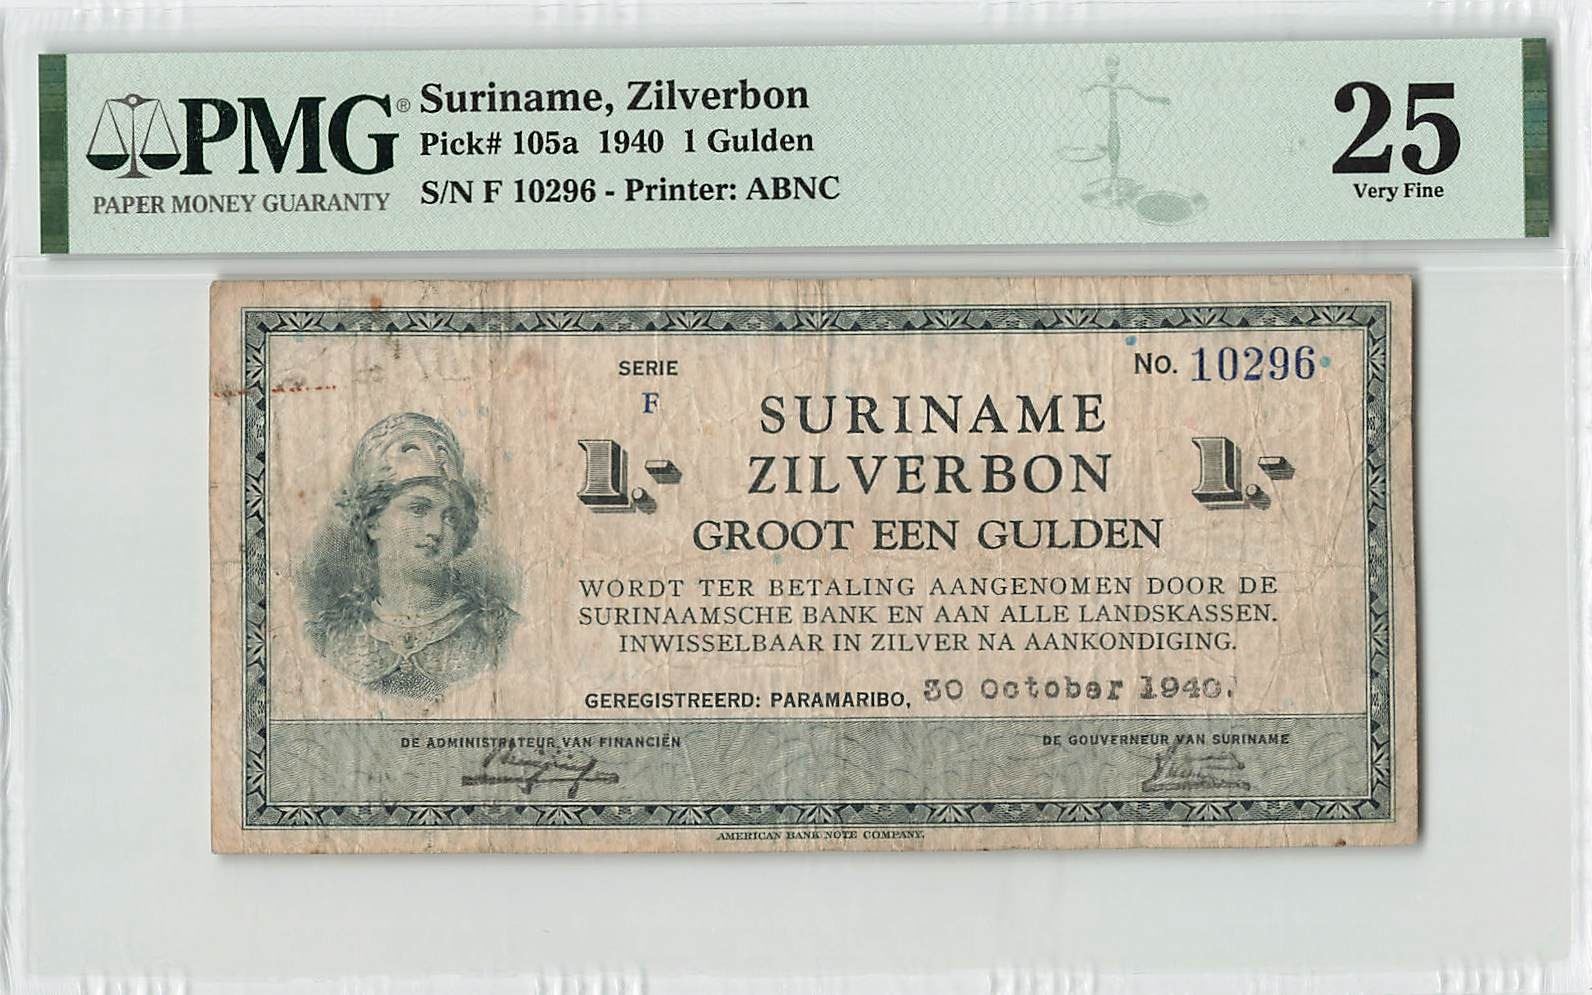 PMG®
PAPER MONEY GUARANTY
Suriname, Zilverbon
Pick# 105a 1940 1 Gulden
S/N F 10296 - Printer: ABNC
25
Very Fine
SERIE
F
No. 10296
SURINAME
ZILVERBON
1.- 1.-
GROOT EEN GULDEN
WORDT TER BETALING AANGENOMEN DOOR DE
SURINAAMSCHE BANK EN AAN ALLE LANDSKASSEN.
INWISSELBAAR IN ZILVER NA AANKONDIGING.
GEREGISTREERD: PARAMARIBO, 30 October 1940.
DE ADMINISTRATEUR VAN FINANCIËN
DE GOUVERNEUR VAN SURINAME
AMERICAN BANK NOTE COMPANY.